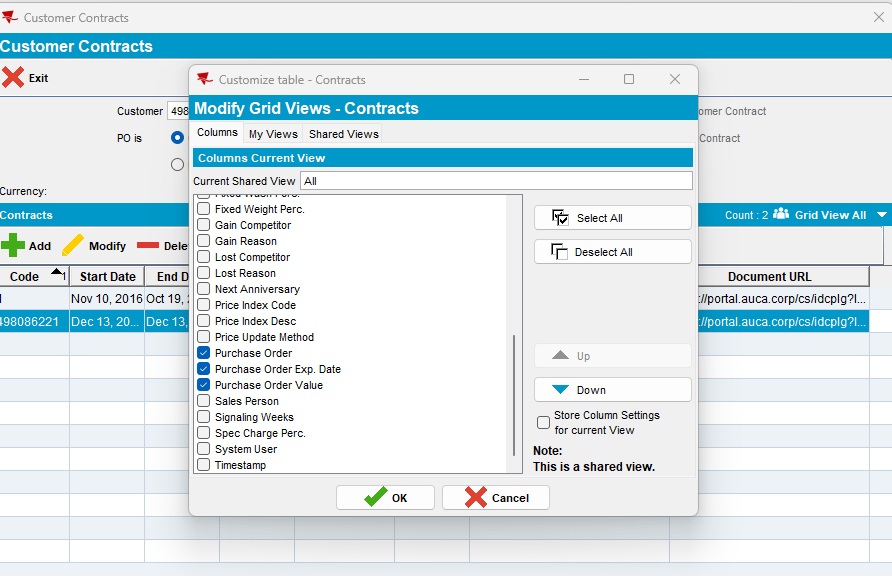 Customer Contracts
Customer Contracts
Exit
Customer 498
omer Contract
PO is
Contract
Currency:
Contracts
Count : 2 Grid View All
Add Modify Dele
Code 1 Start Date End D Document URL
Nov 10, 2016 Oct 19, ://portal.auca.corp/cs/idcplg?I...
498086221 Dec 13, 20... Dec 13, ://portal.auca.corp/cs/idcplg?I...
Customize table - Contracts
Modify Grid Views - Contracts
Columns My Views Shared Views
Columns Current View
Current Shared View All
Fixed Wash Perc.
Fixed Weight Perc.
Gain Competitor
Gain Reason
Lost Competitor
Lost Reason
Next Anniversary
Price Index Code
Price Index Desc
Price Update Method
Purchase Order
Purchase Order Exp. Date
Purchase Order Value
Sales Person
Signaling Weeks
Spec Charge Perc.
System User
Timestamp
Select All
Deselect All
Up
Down
Store Column Settings
for current View
Note:
This is a shared view.
OK Cancel